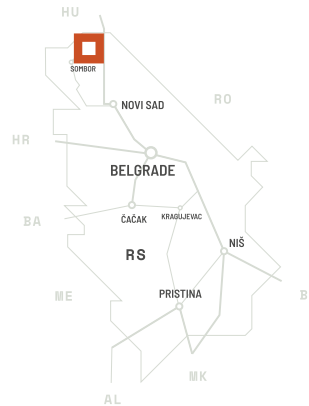 HU
SOMBOR
RO
NOVI SAD
HR
BELGRADE
KRAGUJEVAC
ČAČAK
BA
NIŠ
RS
PRISTINA
ME
B
MK
AL